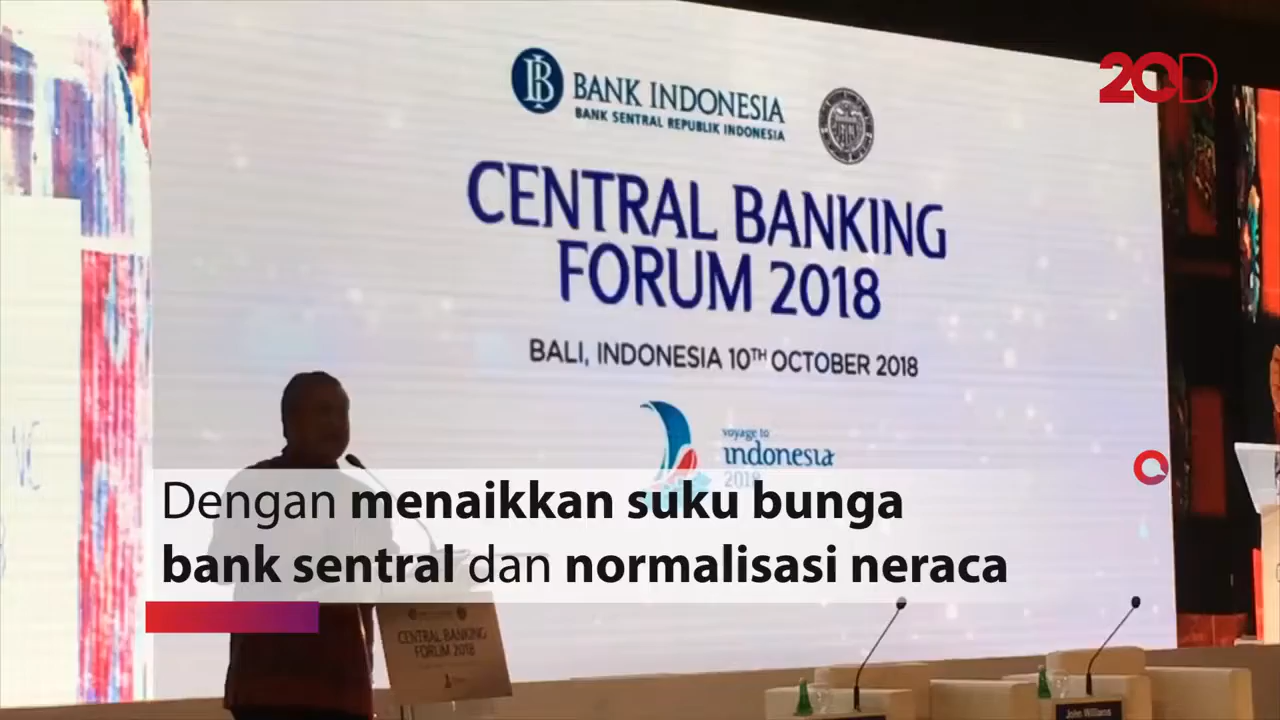 20D
BANK INDONESIA
BANK SENTRAL REPUBLIK INDONESIA
CENTRAL BANKING
FORUM 2018
BALI, INDONESIA 10TH OCTOBER 2018
voyage to
indonesia
2018
Dengan menaikkan suku bunga
bank sentral dan normalisasi neraca
CENTRAL BANKING
FORUM 2018
John Williams